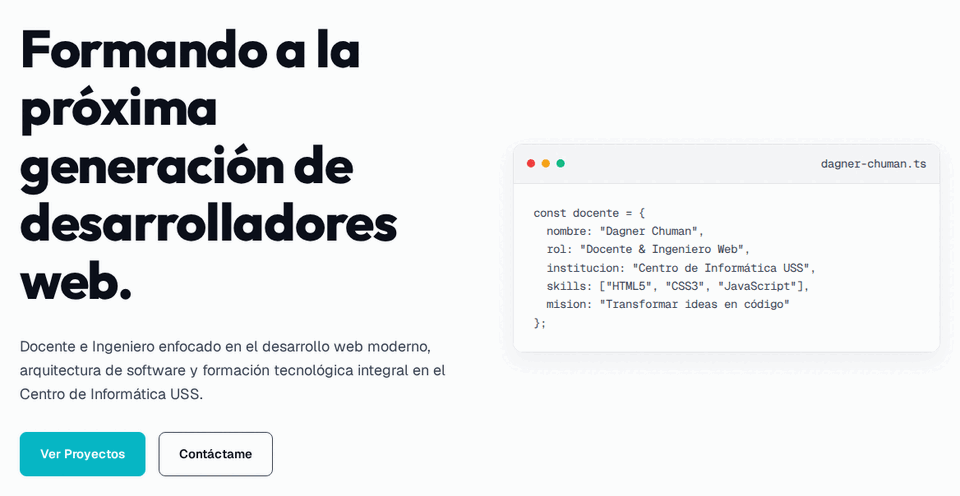 Formando a la
próxima
generación de
desarrolladores
web.
Docente e Ingeniero enfocado en el desarrollo web moderno,
arquitectura de software y formación tecnológica integral en el
Centro de Informática USS.
Ver Proyectos
Contáctame
dagner-chuman.ts
const docente = {
  nombre: "Dagner Chuman",
  rol: "Docente & Ingeniero Web",
  institucion: "Centro de Informática USS",
  skills: ["HTML5", "CSS3", "JavaScript"],
  mision: "Transformar ideas en código"
};